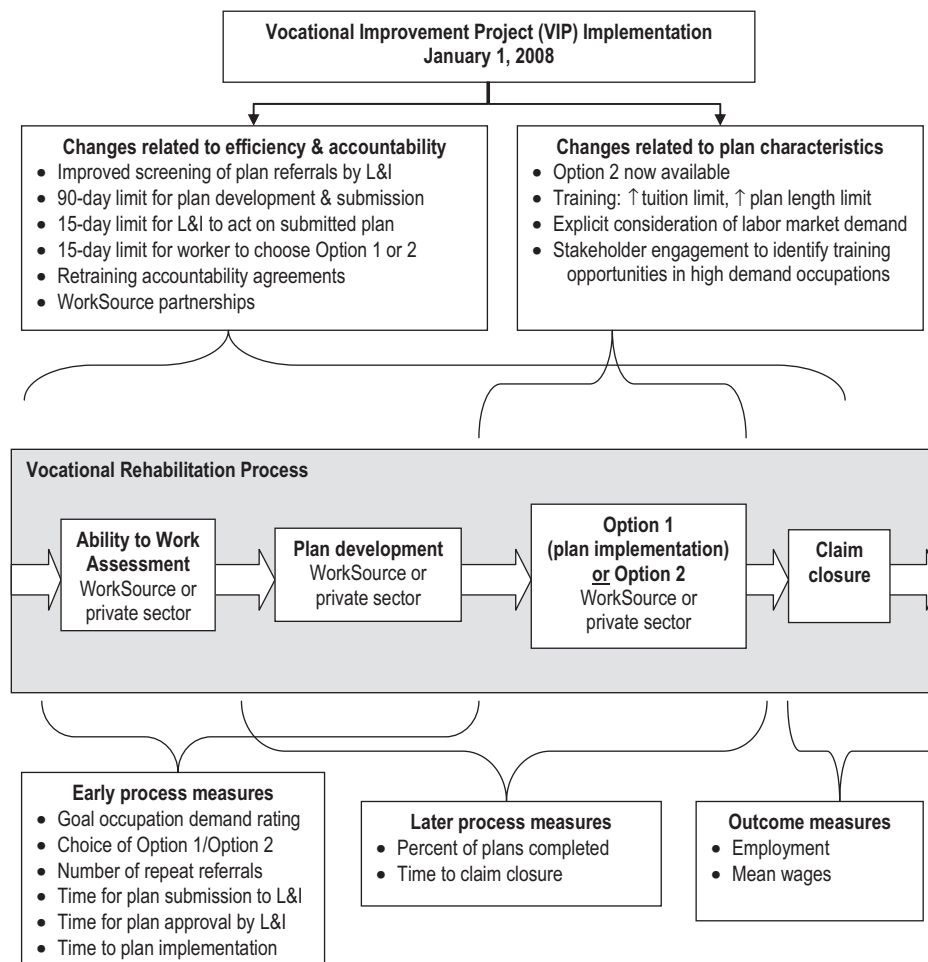 Vocational Improvement Project (VIP) Implementation
January 1, 2008
Changes related to efficiency & accountability
• Improved screening of plan referrals by L&I
• 90-day limit for plan development & submission
• 15-day limit for L&I to act on submitted plan
• 15-day limit for worker to choose Option 1 or 2
• Retraining accountability agreements
• WorkSource partnerships
Changes related to plan characteristics
• Option 2 now available
• Training: ↑ tuition limit, ↑ plan length limit
• Explicit consideration of labor market demand
• Stakeholder engagement to identify training
opportunities in high demand occupations
Vocational Rehabilitation Process
Ability to Work
Assessment
WorkSource or
private sector
Plan development
WorkSource or
private sector
Option 1
(plan implementation)
or Option 2
WorkSource or
private sector
Claim
closure
Early process measures
• Goal occupation demand rating
• Choice of Option 1/Option 2
• Number of repeat referrals
• Time for plan submission to L&I
• Time for plan approval by L&I
• Time to plan implementation
Later process measures
• Percent of plans completed
• Time to claim closure
Outcome measures
• Employment
• Mean wages